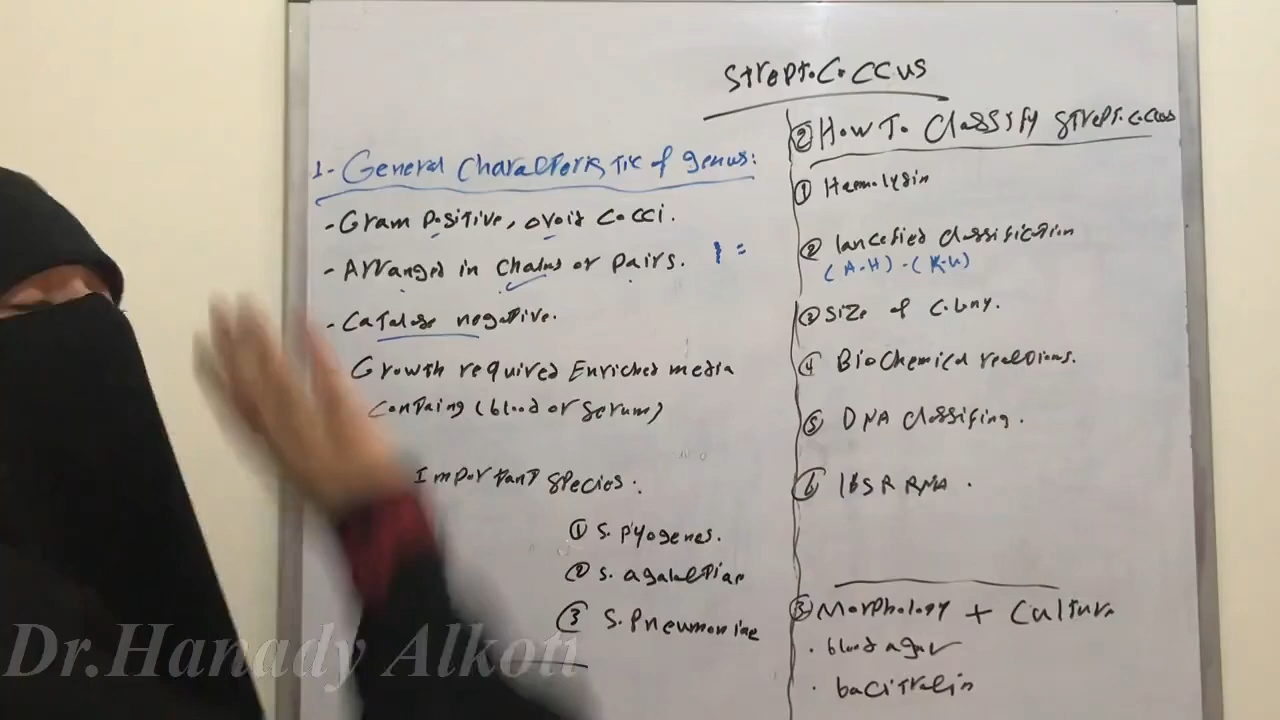 Streptococcus
1- General Characteristic of genus:
- Gram Positive, ovoid Cocci.
- Arranged in Chains or pairs.
- Catalase negative.
Growth required Enriched media
Containg (blood or Serum)
Important Species:
① S. pyogenes.
② S. agalactiae
③ S. Pneumoniae
② How To Classify Streptococcus
① Haemolysin
② lancefied classification
(A-H) - (K-U)
③ Size of Colony.
④ BioChemical reactions.
⑤ DNA Classifing.
⑥ 16S R RNA.
③ Morphology + Culture
. blood agar
. bacitracin
Dr.Hanady Alkoti